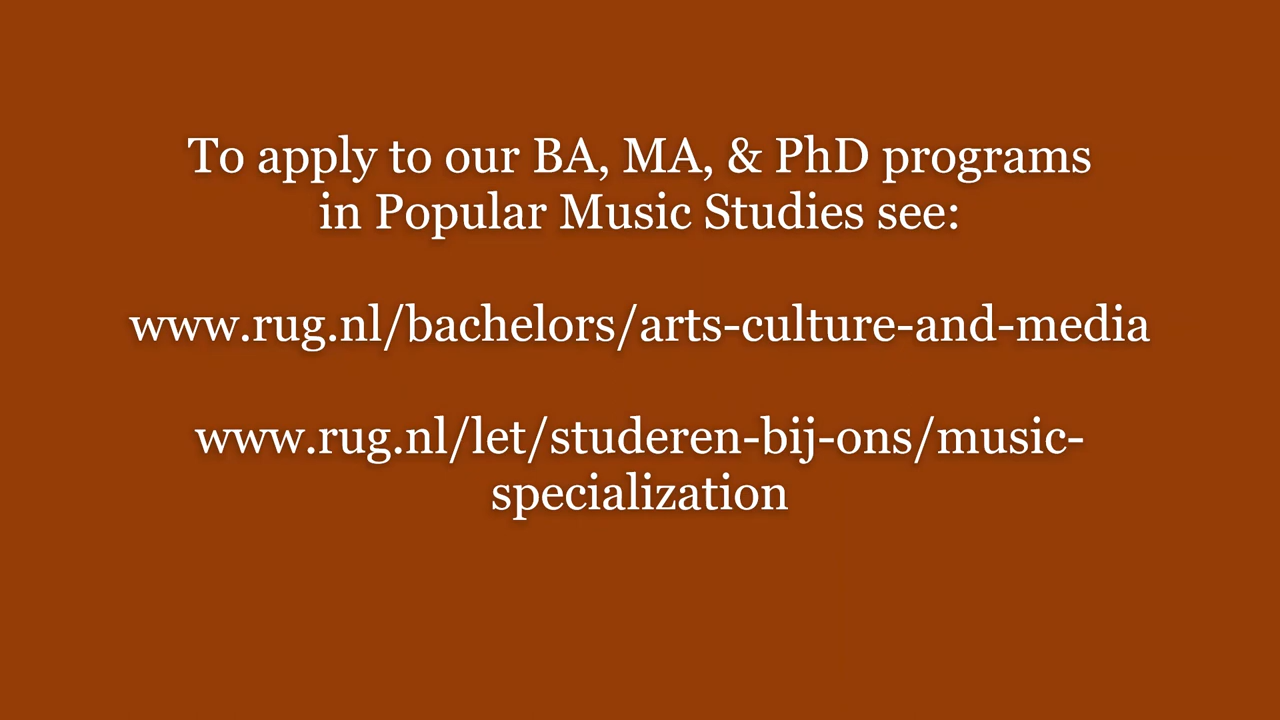 To apply to our BA, MA, & PhD programs
in Popular Music Studies see:
www.rug.nl/bachelors/arts-culture-and-media
www.rug.nl/let/studeren-bij-ons/music-
specialization